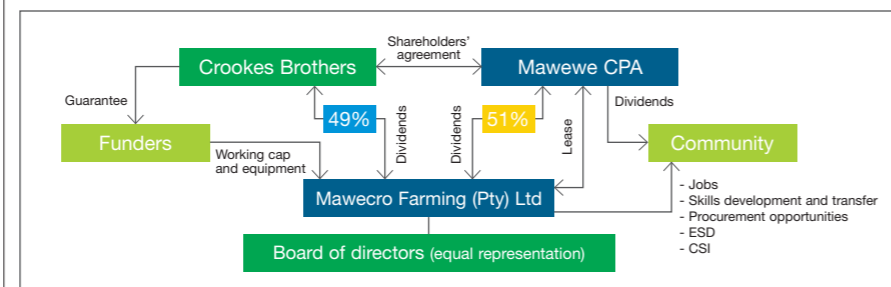 Shareholders'
agreement
Crookes Brothers
Mawewe CPA
Guarantee
49%
Dividends
Dividends
51%
Lease
Dividends
Funders
Community
Working cap
and equipment
Mawecro Farming (Pty) Ltd
- Jobs
- Skills development and transfer
- Procurement opportunities
- ESD
- CSI
Board of directors (equal representation)